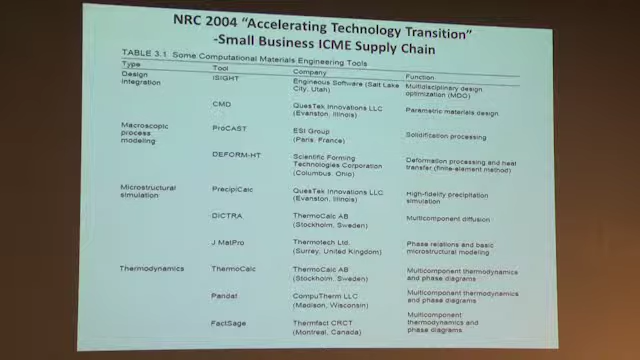 NRC 2004 "Accelerating Technology Transition"
-Small Business ICME Supply Chain
TABLE 3.1 Some Computational Materials Engineering Tools
Type Tool Company Function
Design integration iSIGHT Engineous Software (Salt Lake City, Utah) Multidisciplinary design optimization (MDO)
CMD QuesTek Innovations LLC (Evanston, Illinois) Parametric materials design
Macroscopic process modeling ProCAST ESI Group (Paris, France) Solidification processing
DEFORM-HT Scientific Forming Technologies Corporation (Columbus, Ohio) Deformation processing and heat transfer (finite-element method)
Microstructural simulation PrecipiCalc QuesTek Innovations LLC (Evanston, Illinois) High-fidelity precipitation simulation
DICTRA ThermoCalc AB (Stockholm, Sweden) Multicomponent diffusion
J MatPro Thermotech Ltd. (Surrey, United Kingdom) Phase relations and basic microstructural modeling
Thermodynamics ThermoCalc ThermoCalc AB (Stockholm, Sweden) Multicomponent thermodynamics and phase diagrams
Pandat CompuTherm LLC (Madison, Wisconsin) Multicomponent thermodynamics and phase diagrams
FactSage Thermfact CRCT (Montreal, Canada) Multicomponent thermodynamics and phase diagrams